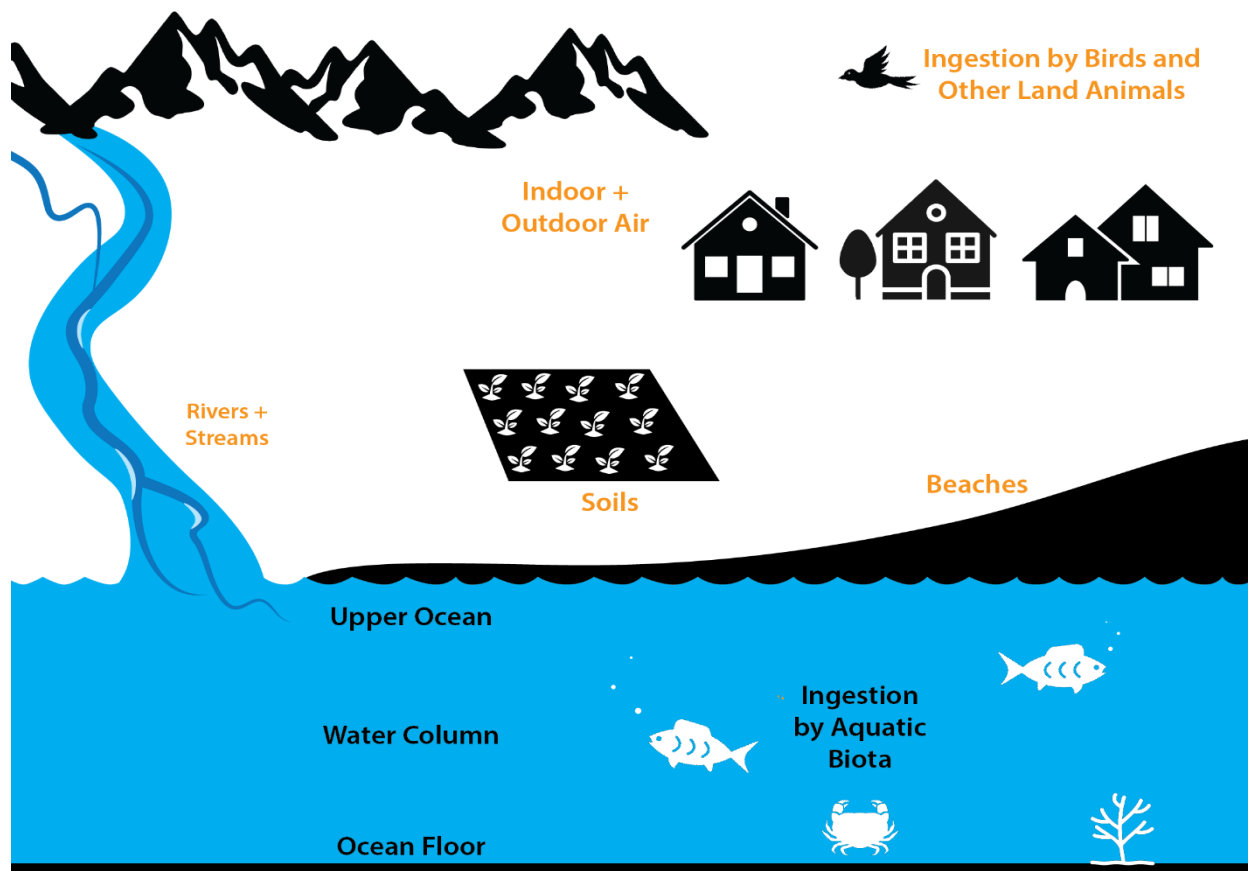 Ingestion by Birds and
Other Land Animals
Indoor +
Outdoor Air
Rivers +
Streams
Soils
Beaches
Upper Ocean
Ingestion
by Aquatic
Biota
Water Column
Ocean Floor